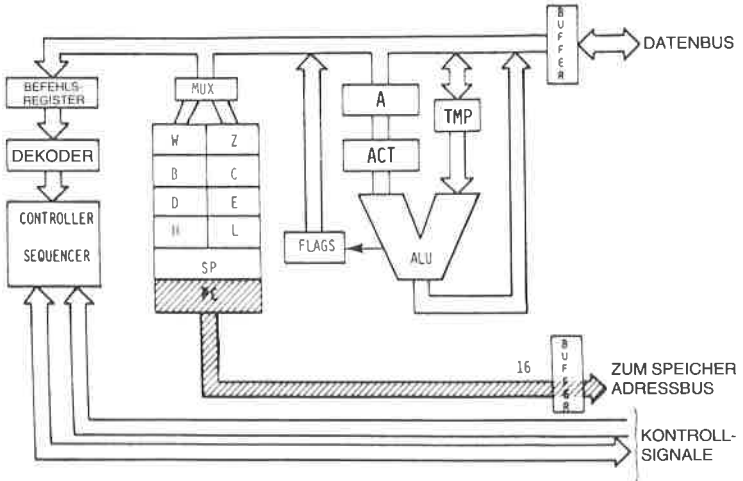 BUFFER
DATENBUS
BEFEHLS-
REGISTER
MUX
A
TMP
W Z
DEKODER
ACT
B C
D E
CONTROLLER
SEQUENCER
H L
FLAGS
ALU
SP
PC
16
BUFFER
ZUM SPEICHER
ADRESSBUS
KONTROLL-
SIGNALE